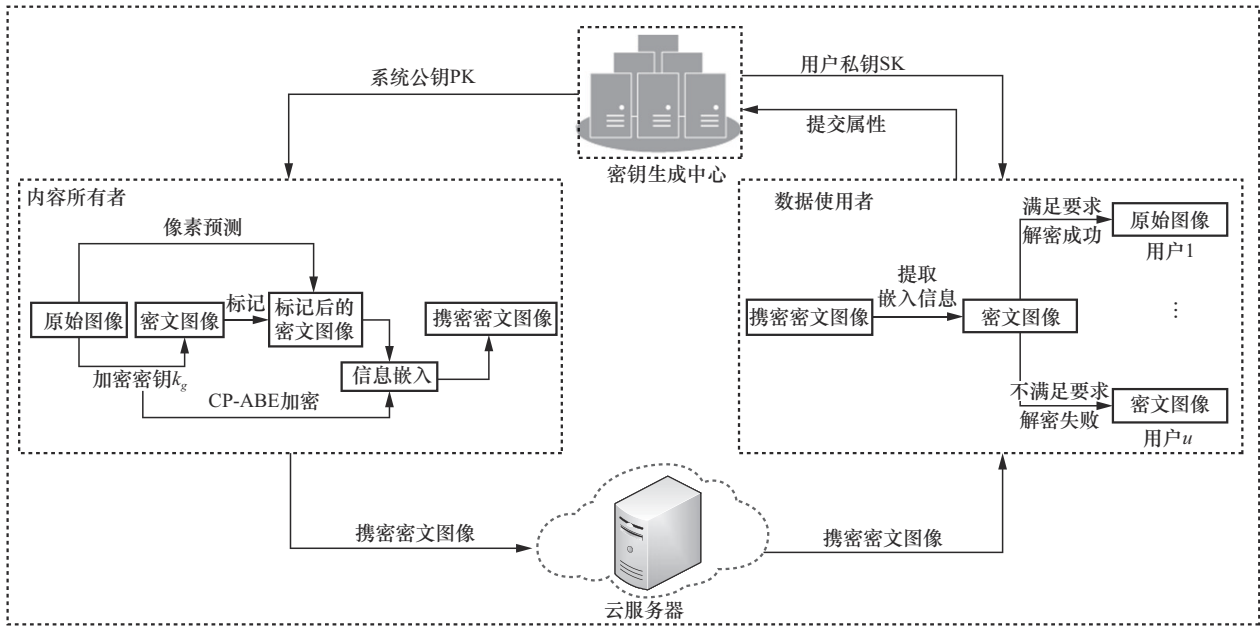 系统公钥PK
用户私钥SK
提交属性
密钥生成中心
内容所有者
像素预测
原始图像
密文图像
标记
标记后的
密文图像
携密密文图像
加密密钥kg
信息嵌入
CP-ABE加密
数据使用者
携密密文图像
提取
嵌入信息
密文图像
满足要求
解密成功
原始图像
用户1
⋮
不满足要求
解密失败
密文图像
用户u
携密密文图像
云服务器
携密密文图像